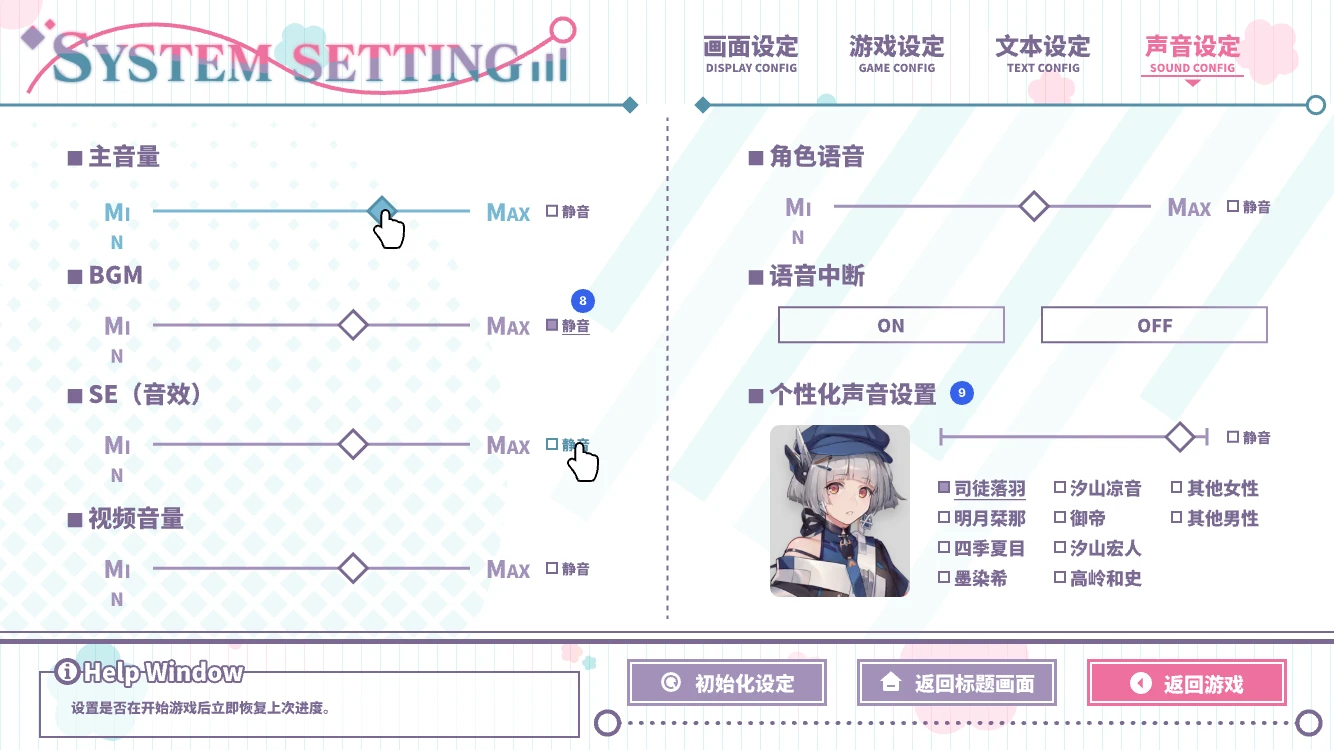 SYSTEM SETTING
画面设定
DISPLAY CONFIG
游戏设定
GAME CONFIG
文本设定
TEXT CONFIG
声音设定
SOUND CONFIG
主音量
MI
N
MAX
静音
BGM
8
MI
N
MAX
静音
SE（音效）
MI
N
MAX
静音
视频音量
MI
N
MAX
静音
角色语音
MI
N
MAX
静音
语音中断
ON
OFF
个性化声音设置
9
静音
司徒落羽
汐山凉音
其他女性
明月栞那
御帝
其他男性
四季夏目
汐山宏人
墨染希
高岭和史
Help Window
设置是否在开始游戏后立即恢复上次进度。
初始化设定
返回标题画面
返回游戏